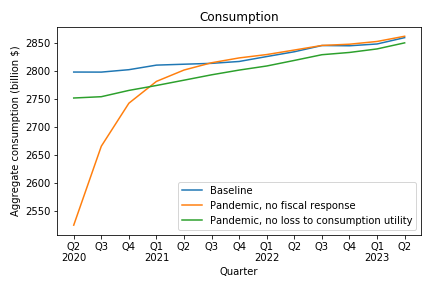 Consumption
Aggregate consumption (billion $)
2850
2800
2750
2700
2650
2600
2550
Baseline
Pandemic, no fiscal response
Pandemic, no loss to consumption utility
Q2 Q3 Q4 Q1 Q2 Q3 Q4 Q1 Q2 Q3 Q4 Q1 Q2
2020 2021 2022 2023
Quarter